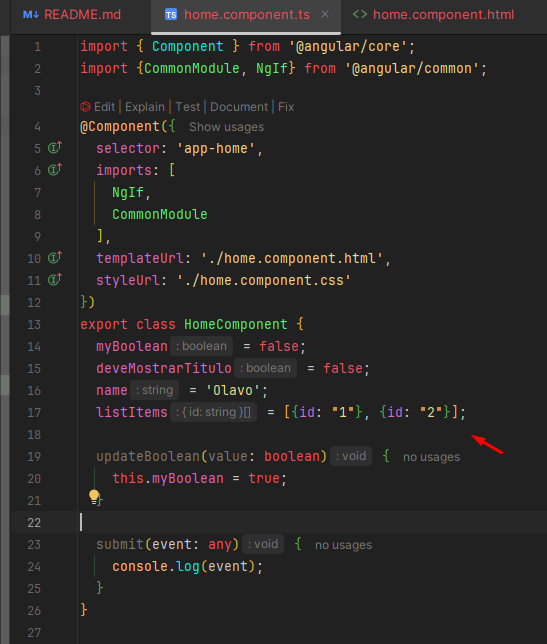 README.md home.component.ts home.component.html
1 import { Component } from '@angular/core';
2 import {CommonModule, NgIf} from '@angular/common';
3
Edit | Explain | Test | Document | Fix
4 @Component({ Show usages
5 selector: 'app-home',
6 imports: [
7 NgIf,
8 CommonModule
9 ],
10 templateUrl: './home.component.html',
11 styleUrl: './home.component.css'
12 })
13 export class HomeComponent {
14 myBoolean : boolean = false;
15 deveMostrarTitulo : boolean = false;
16 name : string = 'Olavo';
17 listItems : { id: string }[] = [{id: "1"}, {id: "2"}];
18
19 updateBoolean(value: boolean) : void { no usages
20 this.myBoolean = true;
21 }
22
23 submit(event: any) : void { no usages
24 console.log(event);
25 }
26 }
27